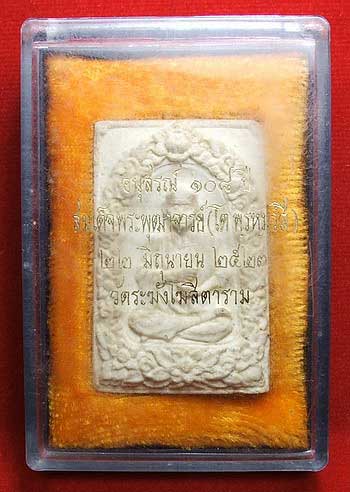 อนุสรณ์ ๑๐๘ ปี
สมเด็จพระพุฒาจารย์(โต พรหมรังสี)
๒๒ มิถุนายน ๒๕๒๓
วัดระฆังโฆสิตาราม